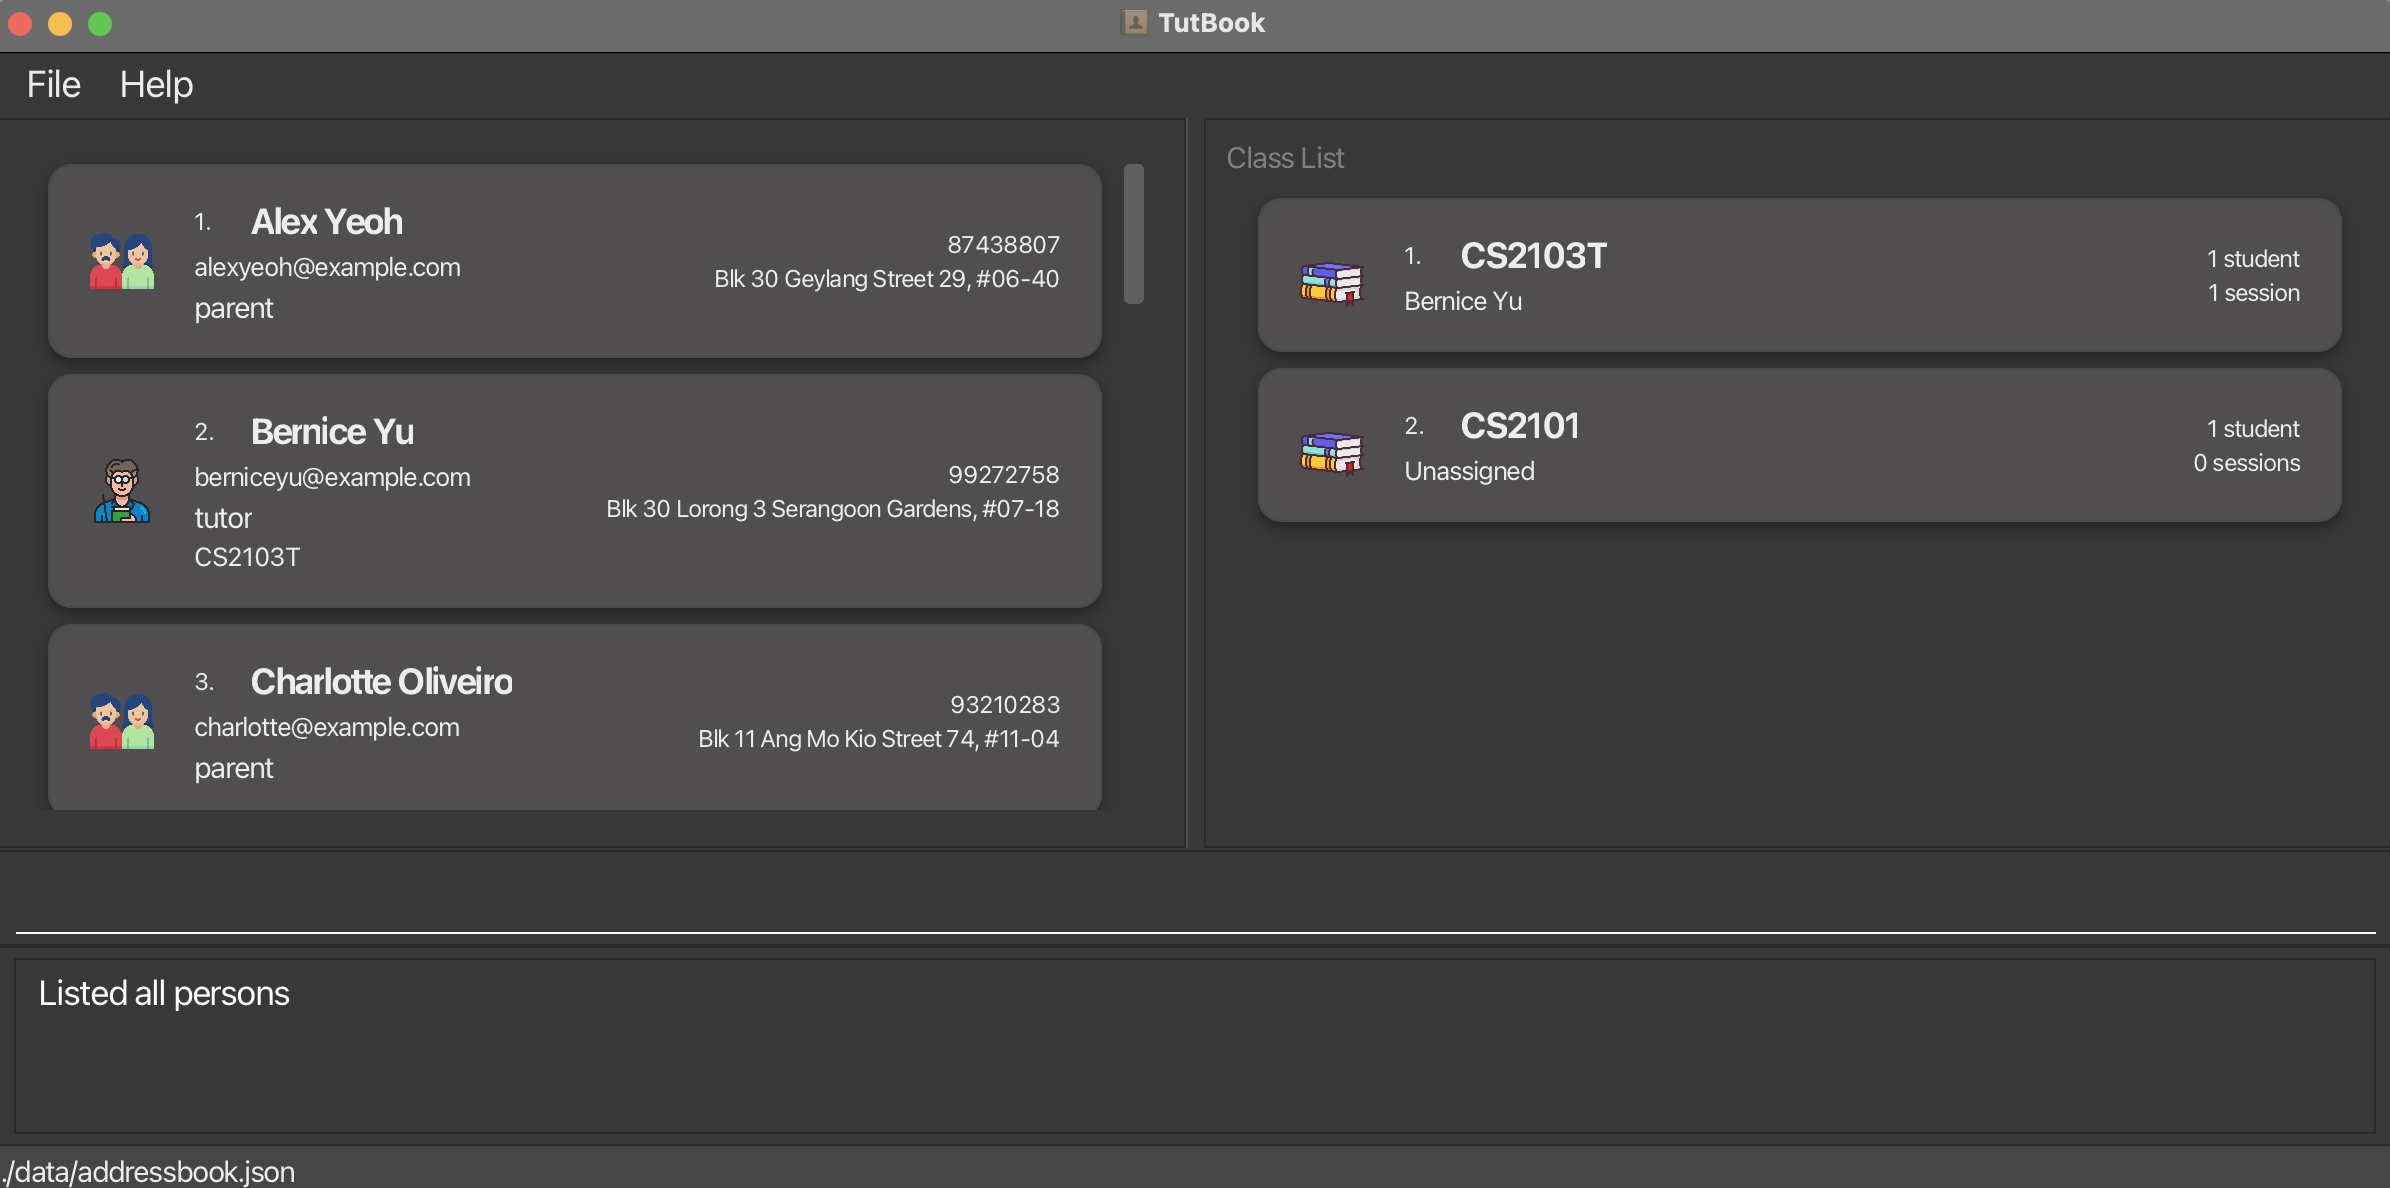 TutBook
File Help
1. Alex Yeoh
alexyeoh@example.com
parent
87438807
Blk 30 Geylang Street 29, #06-40
2. Bernice Yu
berniceyu@example.com
tutor
CS2103T
99272758
Blk 30 Lorong 3 Serangoon Gardens, #07-18
3. Charlotte Oliveiro
charlotte@example.com
parent
93210283
Blk 11 Ang Mo Kio Street 74, #11-04
Class List
1. CS2103T
Bernice Yu
1 student
1 session
2. CS2101
Unassigned
1 student
0 sessions
Listed all persons
./data/addressbook.json